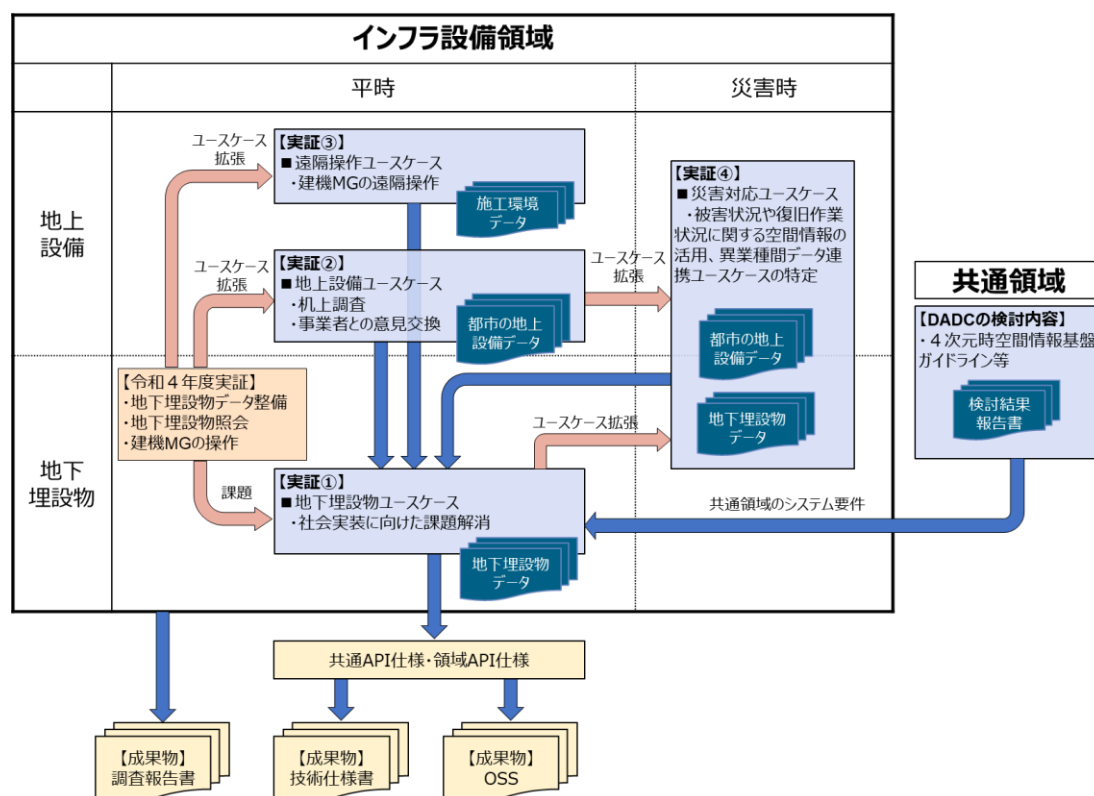 インフラ設備領域
平時
災害時
地上
設備
地下
埋設物
ユースケース
拡張
【実証③】
■遠隔操作ユースケース
・建機MGの遠隔操作
施工環境
データ
ユースケース
拡張
【実証②】
■地上設備ユースケース
・机上調査
・事業者との意見交換
都市の地上
設備データ
ユースケース
拡張
【実証④】
■災害対応ユースケース
・被害状況や復旧作業
状況に関する空間情報の
活用、異業種間データ連
携ユースケースの特定
都市の地上
設備データ
地下埋設物
データ
共通領域
【DADCの検討内容】
・４次元時空間情報基盤
ガイドライン等
検討結果
報告書
【令和４年度実証】
・地下埋設物データ整備
・地下埋設物照会
・建機MGの操作
課題
ユースケース拡張
【実証①】
■地下埋設物ユースケース
・社会実装に向けた課題解消
地下埋設物
データ
共通領域のシステム要件
共通API仕様・領域API仕様
【成果物】
調査報告書
【成果物】
技術仕様書
【成果物】
OSS